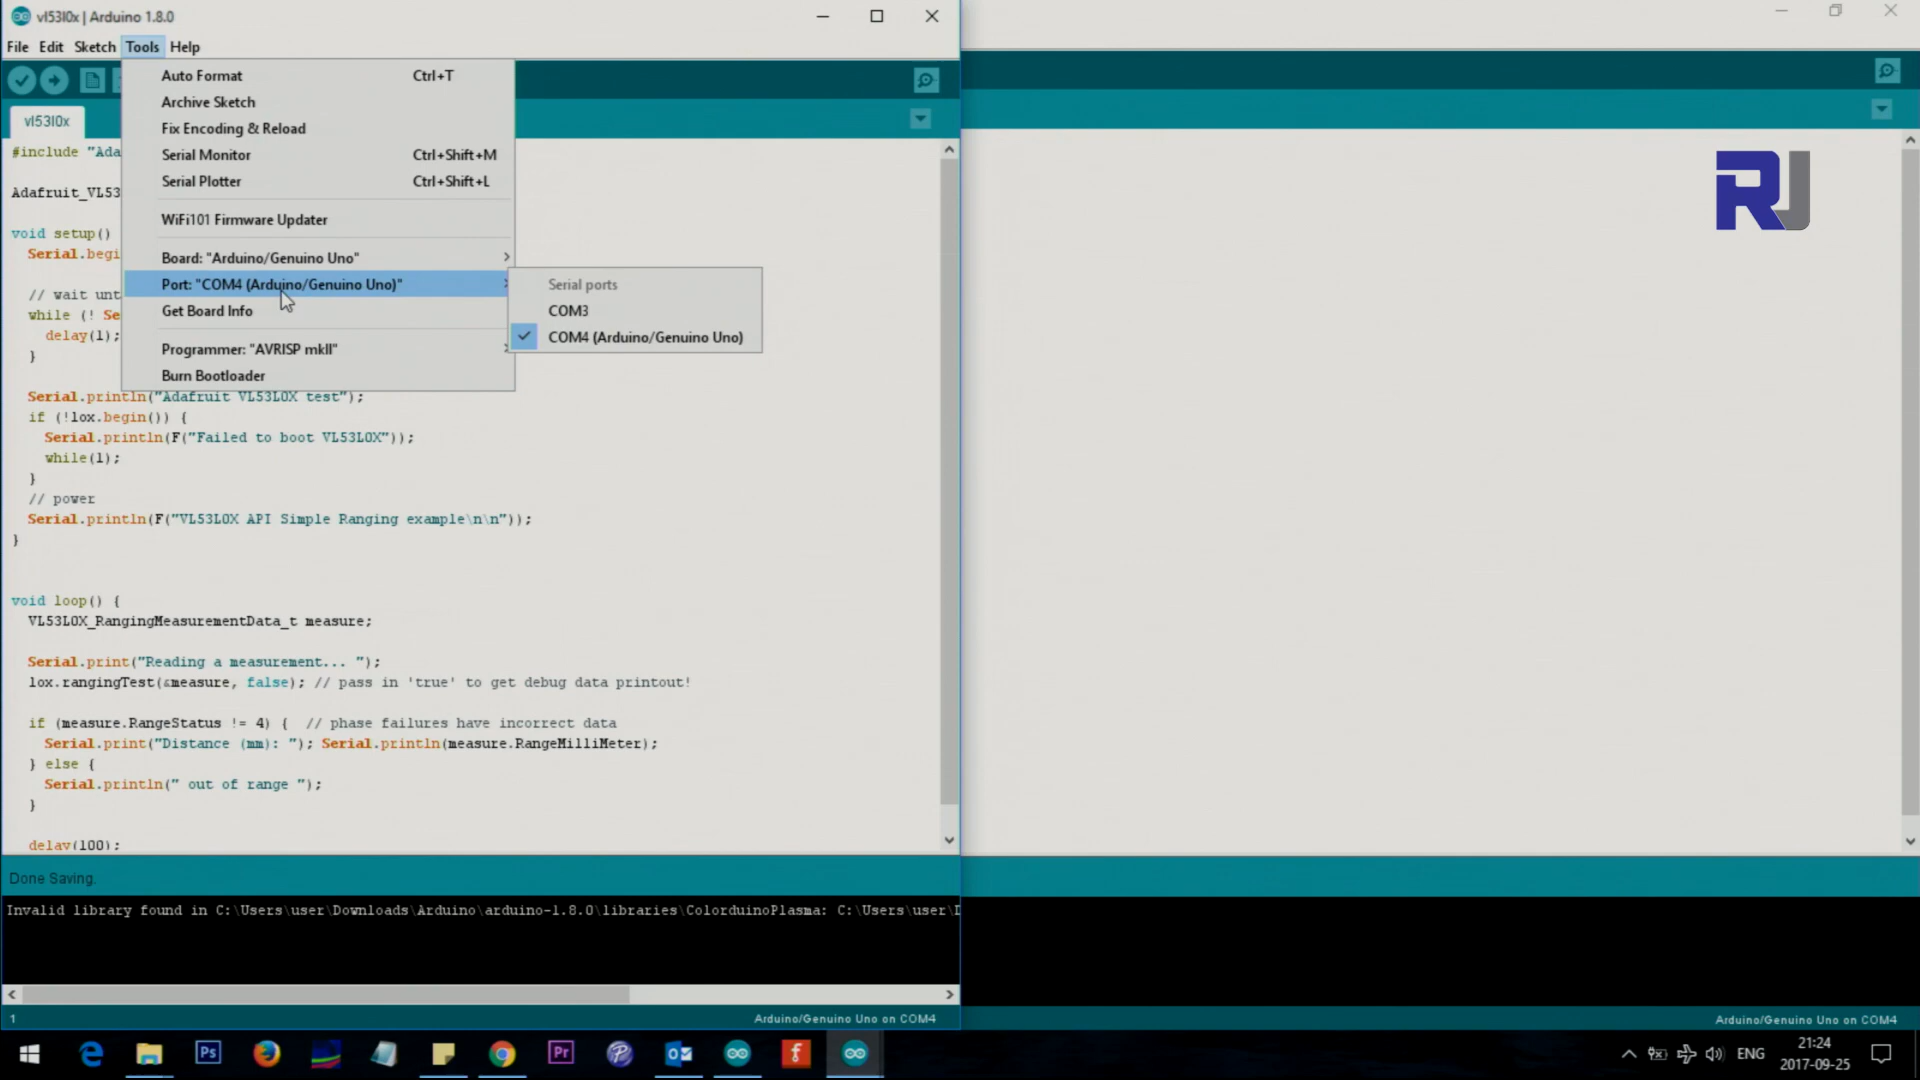 vl53l0x | Arduino 1.8.0
File Edit Sketch Tools Help
Auto Format Ctrl+T
Archive Sketch
Fix Encoding & Reload
Serial Monitor Ctrl+Shift+M
Serial Plotter Ctrl+Shift+L
WiFi101 Firmware Updater
Board: "Arduino/Genuino Uno"
Port: "COM4 (Arduino/Genuino Uno)"
Get Board Info
Programmer: "AVRISP mkII"
Burn Bootloader
Serial ports
COM3
COM4 (Arduino/Genuino Uno)
RJ
vl53l0x
#include "Ada
Adafruit_VL53
void setup()
Serial.begi
// wait unt
while (! Se
delay(1);
}
Serial.println("Adafruit VL53L0X test");
if (!lox.begin()) {
Serial.println(F("Failed to boot VL53L0X"));
while(1);
}
// power
Serial.println(F("VL53L0X API Simple Ranging example\n\n"));
}
void loop() {
VL53L0X_RangingMeasurementData_t measure;
Serial.print("Reading a measurement... ");
lox.rangingTest(&measure, false); // pass in 'true' to get debug data printout!
if (measure.RangeStatus != 4) { // phase failures have incorrect data
Serial.print("Distance (mm): "); Serial.println(measure.RangeMilliMeter);
} else {
Serial.println(" out of range ");
}
delay(100);
Done Saving.
Invalid library found in C:\Users\user\Downloads\Arduino\arduino-1.8.0\libraries\ColorduinoPlasma: C:\Users\user\D
1 Arduino/Genuino Uno on COM4
Arduino/Genuino Uno on COM4
Ps
Pr
ENG
21:24
2017-09-25